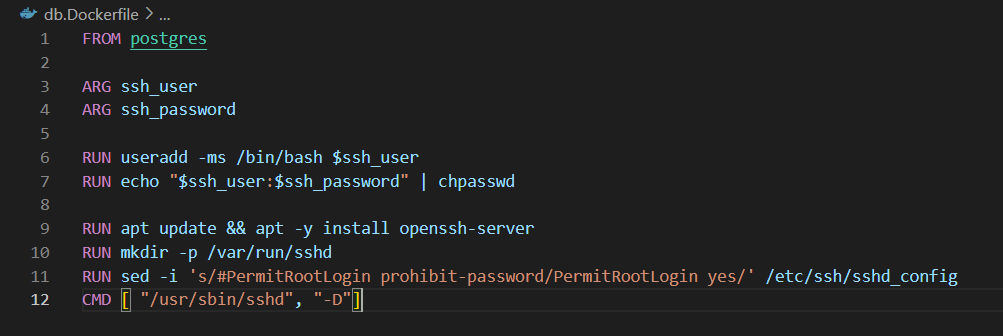 db.Dockerfile > ...
1 FROM postgres
2
3 ARG ssh_user
4 ARG ssh_password
5
6 RUN useradd -ms /bin/bash $ssh_user
7 RUN echo "$ssh_user:$ssh_password" | chpasswd
8
9 RUN apt update && apt -y install openssh-server
10 RUN mkdir -p /var/run/sshd
11 RUN sed -i 's/#PermitRootLogin prohibit-password/PermitRootLogin yes/' /etc/ssh/sshd_config
12 CMD [ "/usr/sbin/sshd", "-D"]